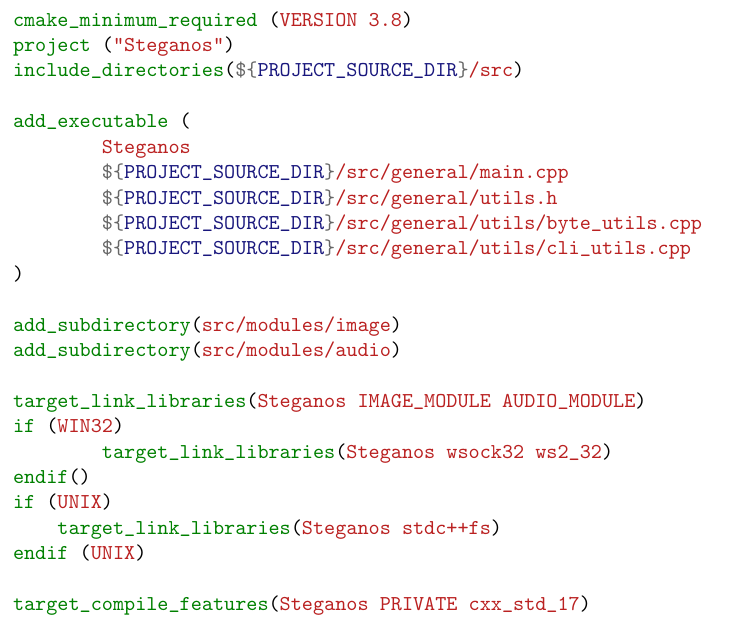 cmake_minimum_required (VERSION 3.8)
project ("Steganos")
include_directories(${PROJECT_SOURCE_DIR}/src)

add_executable (
        Steganos
        ${PROJECT_SOURCE_DIR}/src/general/main.cpp
        ${PROJECT_SOURCE_DIR}/src/general/utils.h
        ${PROJECT_SOURCE_DIR}/src/general/utils/byte_utils.cpp
        ${PROJECT_SOURCE_DIR}/src/general/utils/cli_utils.cpp
)

add_subdirectory(src/modules/image)
add_subdirectory(src/modules/audio)

target_link_libraries(Steganos IMAGE_MODULE AUDIO_MODULE)
if (WIN32)
        target_link_libraries(Steganos wsock32 ws2_32)
endif()
if (UNIX)
    target_link_libraries(Steganos stdc++fs)
endif (UNIX)

target_compile_features(Steganos PRIVATE cxx_std_17)